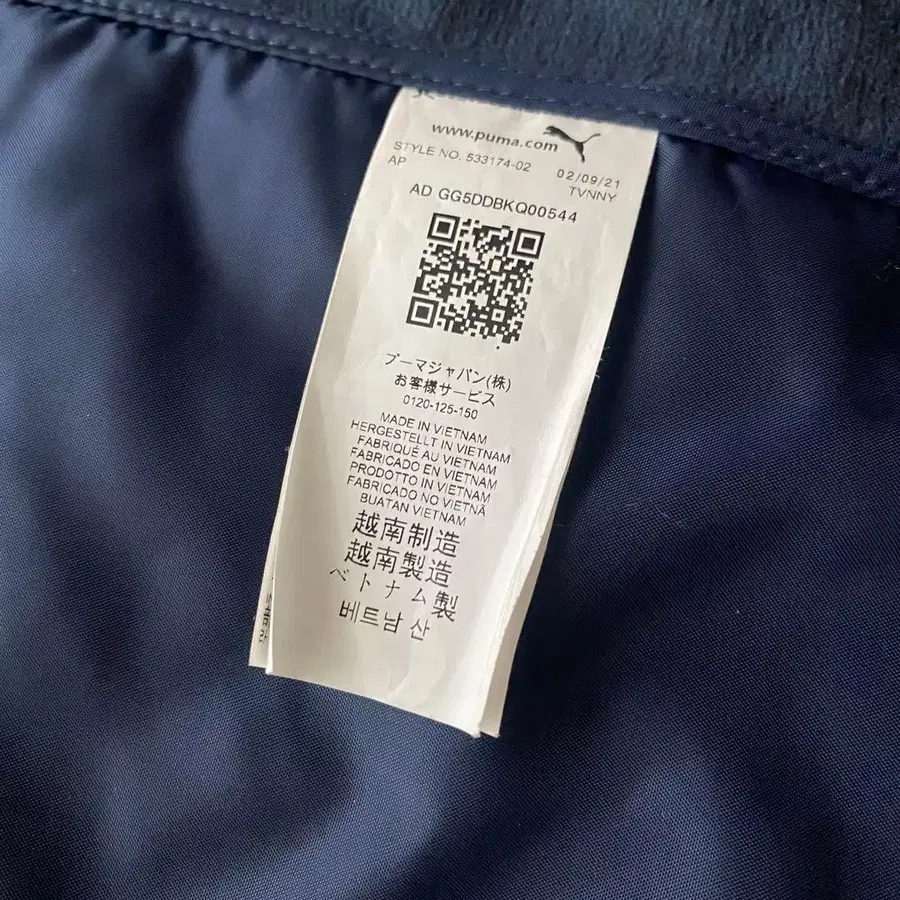 www.puma.com
STYLE NO. 533174-02 02/09/21
AP TVNNY
AD GG5DDBKQ00544
プーマジャパン(株)
お客様サービス
0120-125-150
MADE IN VIETNAM
HERGESTELLT IN VIETNAM
FABRIQUÉ AU VIETNAM
FABRICADO EN VIETNAM
PRODOTTO IN VIETNAM
FABRICADO NO VIETNÃ
BUATAN VIETNAM
越南制造
越南製造
ベトナム製
베트남 산